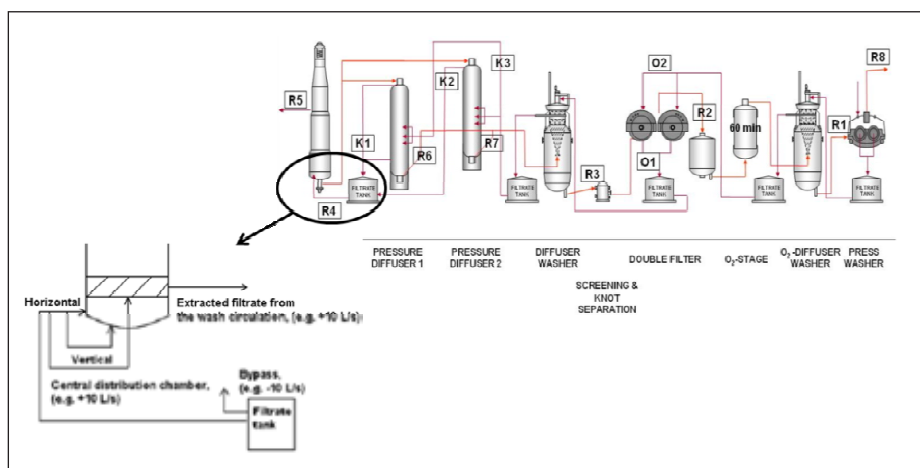 R8
K3
O2
K2
R5
R2
60 min
R1
K1
R6
R7
O1
R3
FILTRATE
TANK
FILTRATE
TANK
FILTRATE
TANK
FILTRATE
TANK
FILTRATE
TANK
R4
PRESSURE
DIFFUSER 1
PRESSURE
DIFFUSER 2
DIFFUSER
WASHER
DOUBLE FILTER
O₂-STAGE
O₂-DIFFUSER
WASHER
PRESS
WASHER
SCREENING &
KNOT
SEPARATION
Horizontal
Extracted filtrate from
the wash circulation, (e.g. +10 L/s)
Vertical
Central distribution chamber,
(e.g. +10 L/s)
Bypass,
(e.g. -10 L/s)
Filtrate
tank